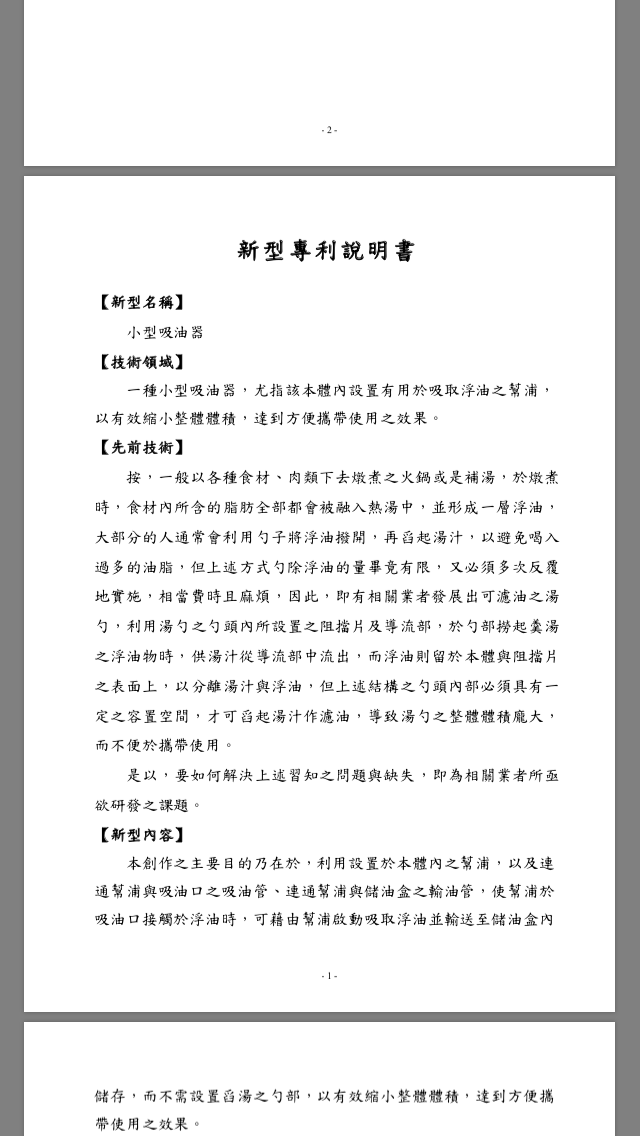 - 2 -
新型專利說明書
【新型名稱】
小型吸油器
【技術領域】
一種小型吸油器，尤指該本體內設置有用於吸取浮油之幫浦，
以有效縮小整體體積，達到方便攜帶使用之效果。
【先前技術】
按，一般以各種食材、肉類下去燉煮之火鍋或是補湯，於燉煮
時，食材內所含的脂肪全部都會被融入熱湯中，並形成一層浮油，
大部分的人通常會利用勺子將浮油撥開，再舀起湯汁，以避免喝入
過多的油脂，但上述方式勺除浮油的量畢竟有限，又必須多次反覆
地實施，相當費時且麻煩，因此，即有相關業者發展出可濾油之湯
勺，利用湯勺之勺頭內所設置之阻擋片及導流部，於勺部撈起羹湯
之浮油物時，供湯汁從導流部中流出，而浮油則留於本體與阻擋片
之表面上，以分離湯汁與浮油，但上述結構之勺頭內部必須具有一
定之容置空間，才可舀起湯汁作濾油，導致湯勺之整體體積龐大，
而不便於攜帶使用。
是以，要如何解決上述習知之問題與缺失，即為相關業者所亟
欲研發之課題。
【新型內容】
本創作之主要目的乃在於，利用設置於本體內之幫浦，以及連
通幫浦與吸油口之吸油管、連通幫浦與儲油盒之輸油管，使幫浦於
吸油口接觸於浮油時，可藉由幫浦啟動吸取浮油並輸送至儲油盒內
- 1 -
儲存，而不需設置舀湯之勺部，以有效縮小整體體積，達到方便攜
帶使用之效果。